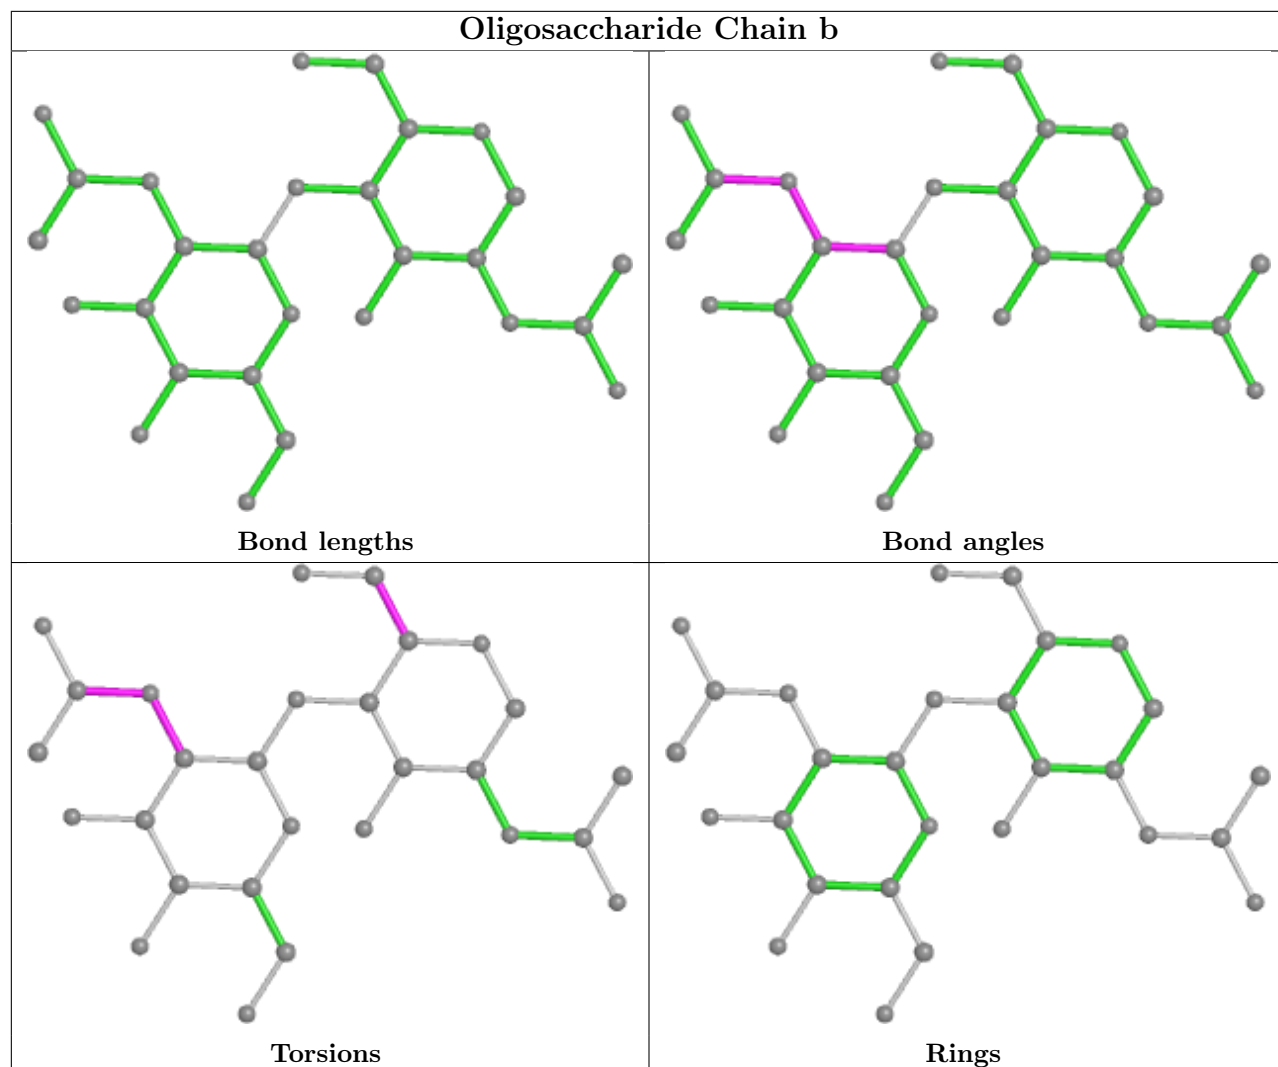 Oligosaccharide Chain b
Bond lengths
Bond angles
Torsions
Rings